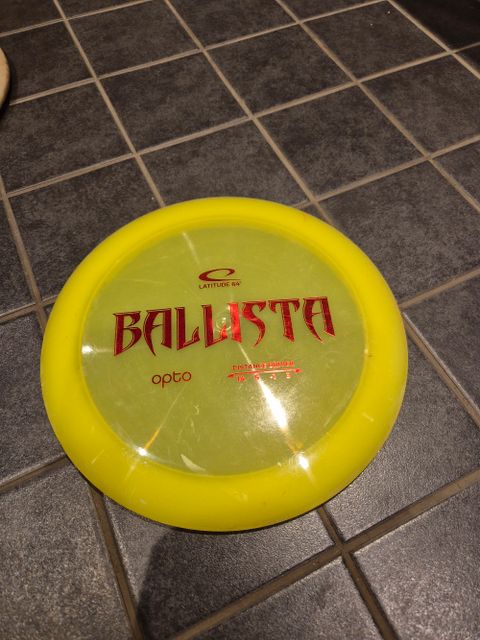 LATITUDE 64°
BALLISTA
opto
DISTANCE DRIVER